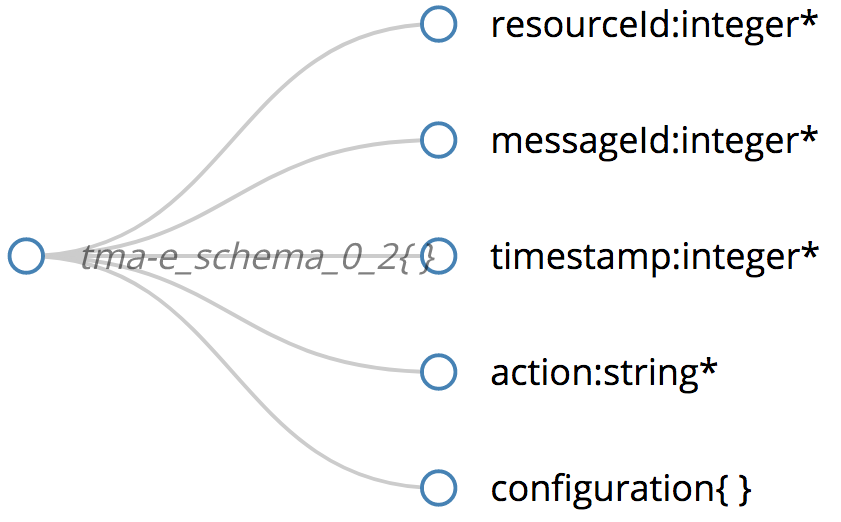 resourceId:integer*
messageId:integer*
tma-e_schema_0_2{ }
timestamp:integer*
action:string*
configuration{ }